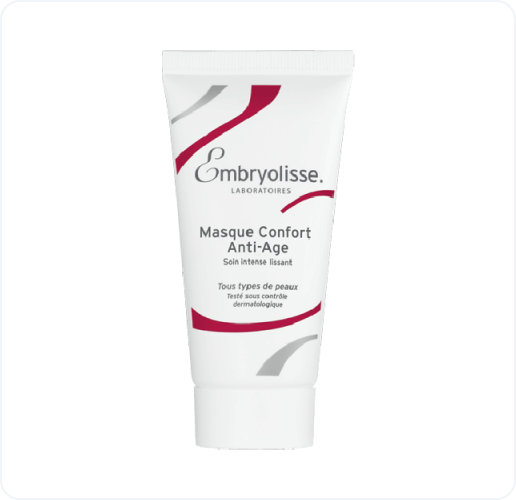 Embryolisse.
LABORATOIRES
Masque Confort
Anti-Age
Soin intense lissant
Tous types de peaux
Testé sous contrôle
dermatologique